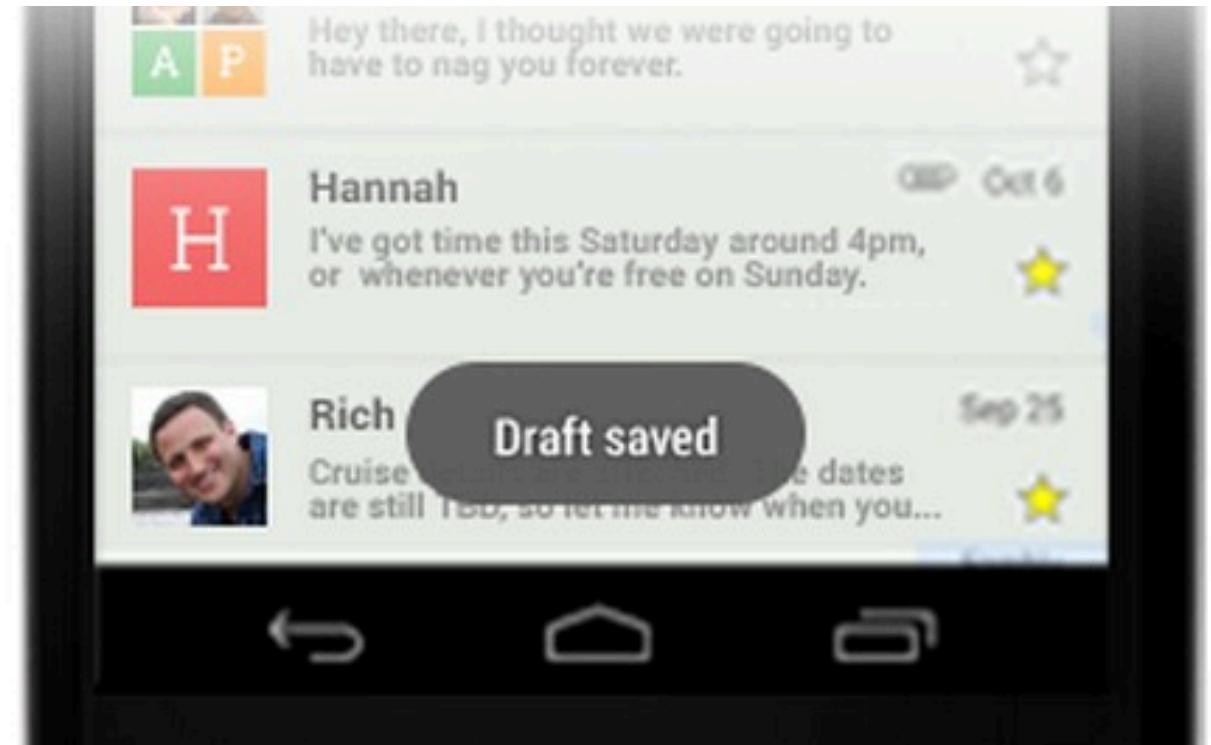 A P
Hey there, I thought we were going to
have to nag you forever.
H
Hannah
Oct 6
I've got time this Saturday around 4pm,
or whenever you're free on Sunday.
Rich
Sep 25
Draft saved
Cruise are The dates
are still TBD, so let me know when you...